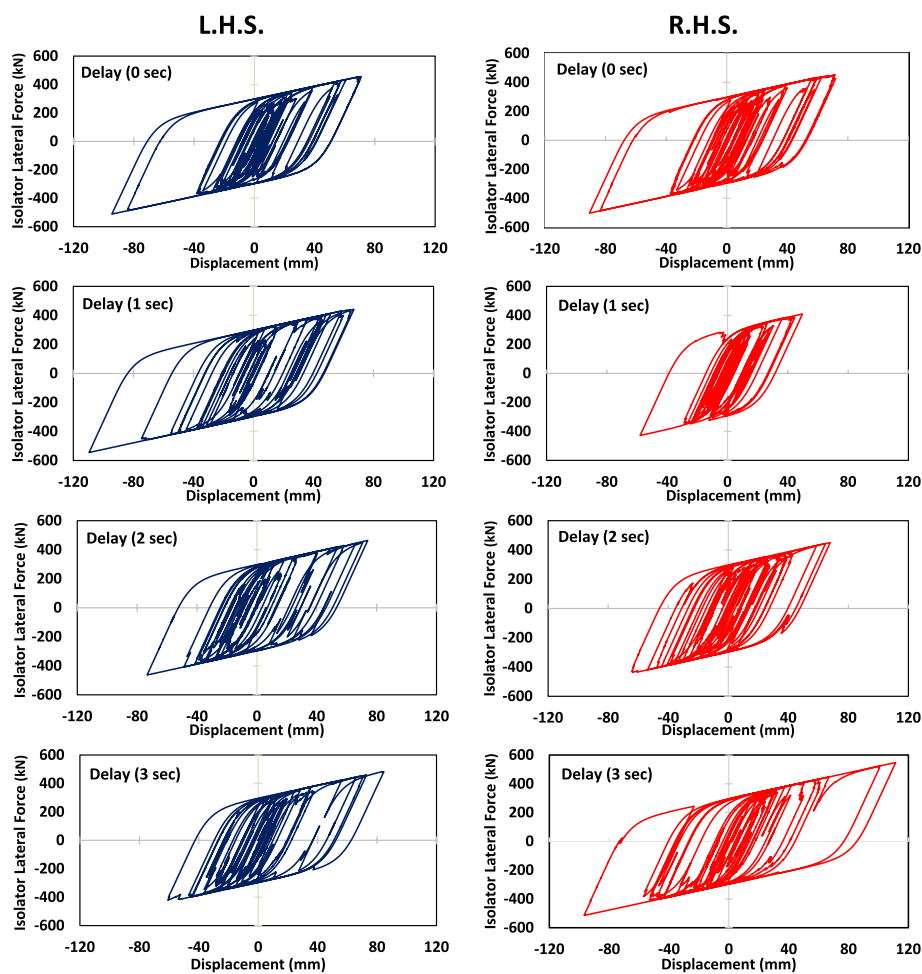 L.H.S.
R.H.S.
Isolator Lateral Force (kN)
600
400
200
0
-200
-400
-600
Delay (0 sec)
-120 -80 -40 0 40 80 120
Displacement (mm)
Isolator Lateral Force (kN)
600
400
200
0
-200
-400
-600
Delay (0 sec)
-120 -80 -40 0 40 80 120
Displacement (mm)
Isolator Lateral Force (kN)
600
400
200
0
-200
-400
-600
Delay (1 sec)
-120 -80 -40 0 40 80 120
Displacement (mm)
Isolator Lateral Force (kN)
600
400
200
0
-200
-400
-600
Delay (1 sec)
-120 -80 -40 0 40 80 120
Displacement (mm)
Isolator Lateral Force (kN)
600
400
200
0
-200
-400
-600
Delay (2 sec)
-120 -80 -40 0 40 80 120
Displacement (mm)
Isolator Lateral Force (kN)
600
400
200
0
-200
-400
-600
Delay (2 sec)
-120 -80 -40 0 40 80 120
Displacement (mm)
Isolator Lateral Force (kN)
600
400
200
0
-200
-400
-600
Delay (3 sec)
-120 -80 -40 0 40 80 120
Displacement (mm)
Isolator Lateral Force (kN)
600
400
200
0
-200
-400
-600
Delay (3 sec)
-120 -80 -40 0 40 80 120
Displacement (mm)